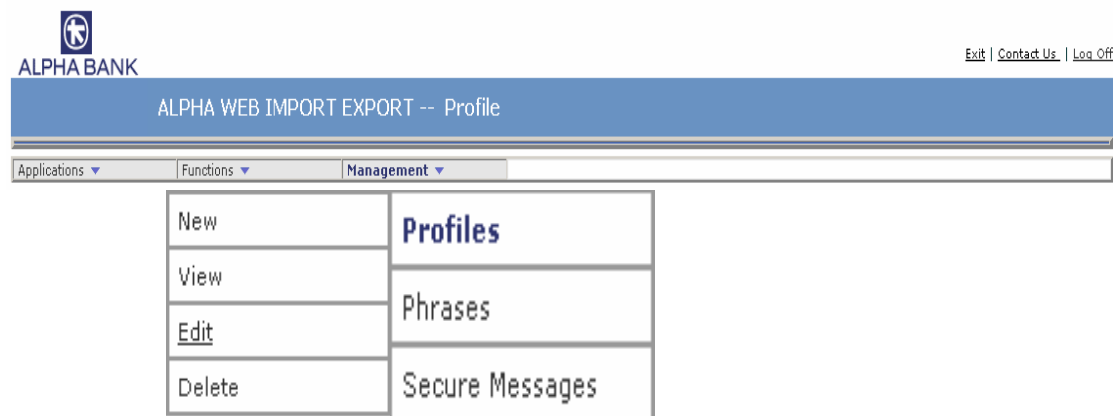 ALPHA BANK
Exit | Contact Us | Log Off
ALPHA WEB IMPORT EXPORT -- Profile
Applications ▼ Functions ▼ Management ▼
New
View
Edit
Delete
Profiles
Phrases
Secure Messages